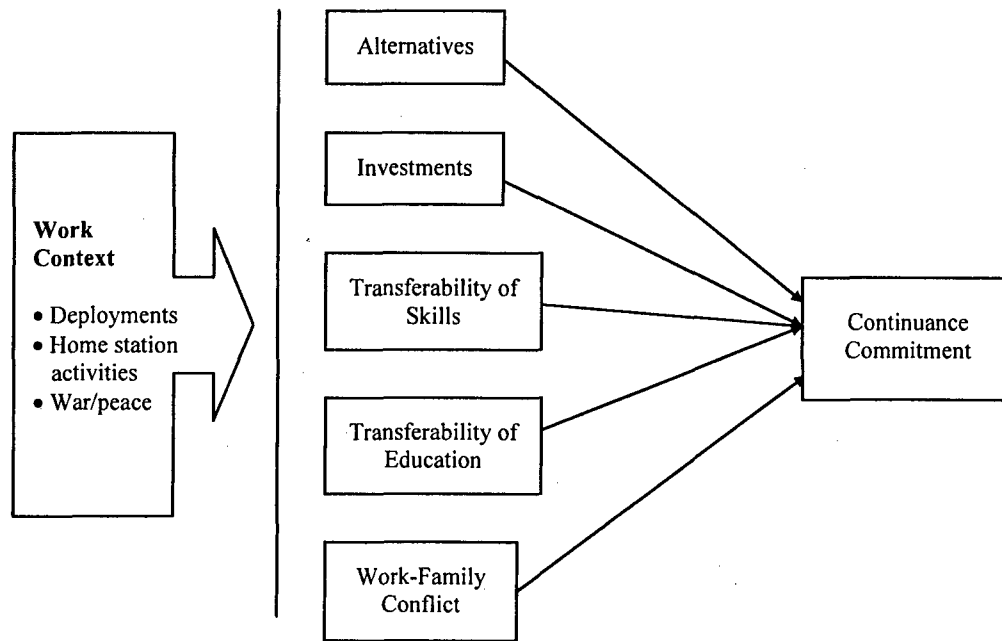 Work
Context
• Deployments
• Home station
activities
• War/peace
Alternatives
Investments
Transferability of
Skills
Transferability of
Education
Work-Family
Conflict
Continuance
Commitment